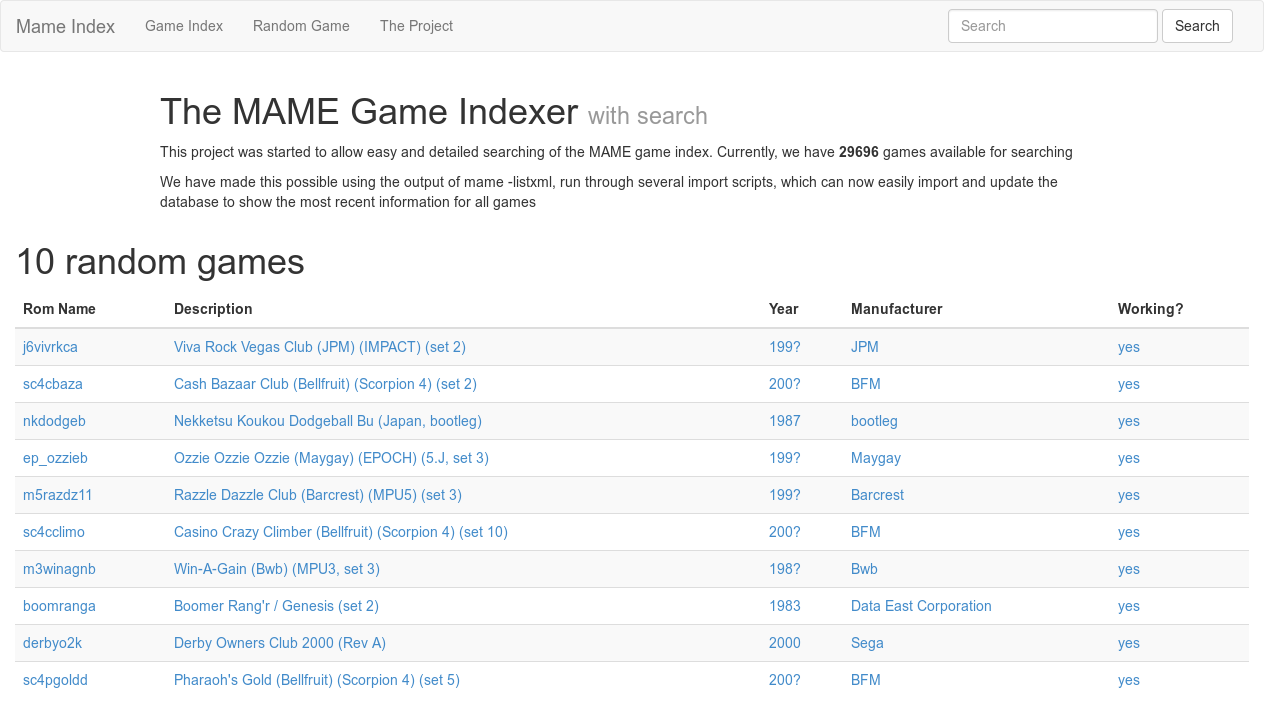 Mame Index Game Index Random Game The Project Search Search
The MAME Game Indexer with search
This project was started to allow easy and detailed searching of the MAME game index. Currently, we have 29696 games available for searching
We have made this possible using the output of mame -listxml, run through several import scripts, which can now easily import and update the
database to show the most recent information for all games
10 random games
Rom Name Description Year Manufacturer Working?
j6vivrkca Viva Rock Vegas Club (JPM) (IMPACT) (set 2) 199? JPM yes
sc4cbaza Cash Bazaar Club (Bellfruit) (Scorpion 4) (set 2) 200? BFM yes
nkdodgeb Nekketsu Koukou Dodgeball Bu (Japan, bootleg) 1987 bootleg yes
ep_ozzieb Ozzie Ozzie Ozzie (Maygay) (EPOCH) (5.J, set 3) 199? Maygay yes
m5razdz11 Razzle Dazzle Club (Barcrest) (MPU5) (set 3) 199? Barcrest yes
sc4cclimo Casino Crazy Climber (Bellfruit) (Scorpion 4) (set 10) 200? BFM yes
m3winagnb Win-A-Gain (Bwb) (MPU3, set 3) 198? Bwb yes
boomranga Boomer Rang'r / Genesis (set 2) 1983 Data East Corporation yes
derbyo2k Derby Owners Club 2000 (Rev A) 2000 Sega yes
sc4pgoldd Pharaoh's Gold (Bellfruit) (Scorpion 4) (set 5) 200? BFM yes